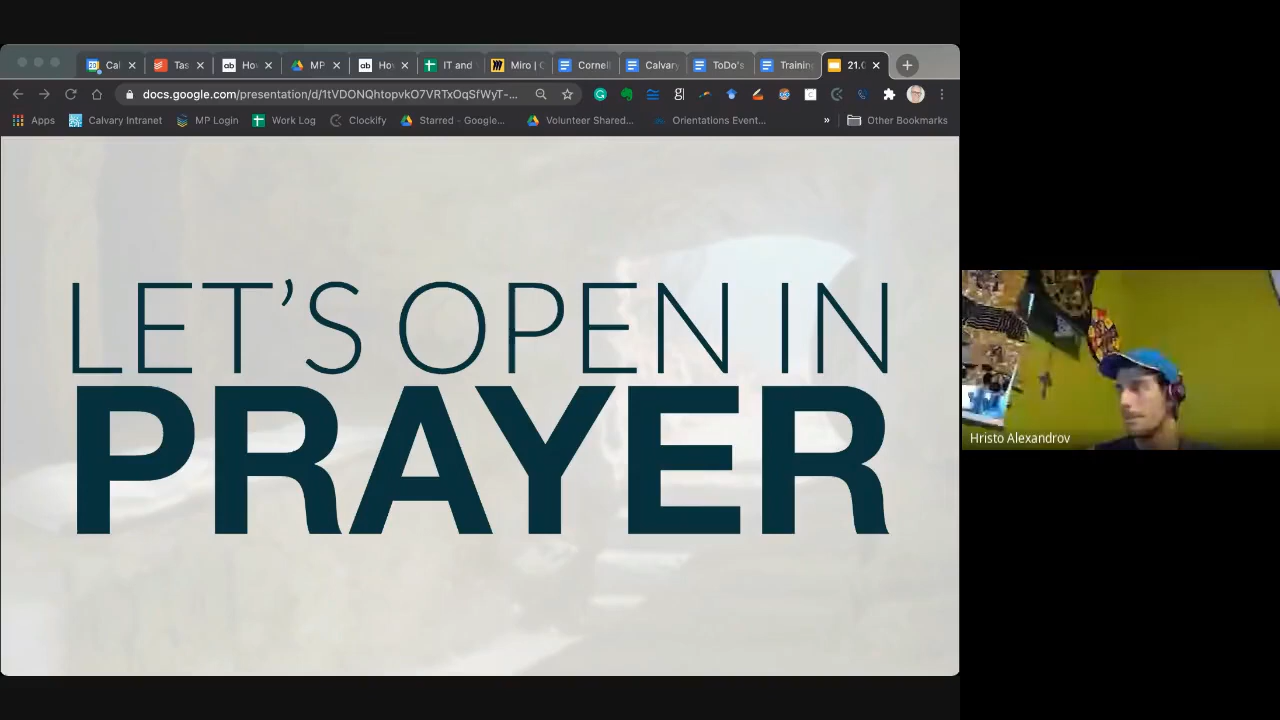 Cal
Tas
Hov
MP
Hov
IT and
Miro | C
Cornell
Calvary
ToDo's
Training
21.0
docs.google.com/presentation/d/1tVDONQhtopvkO7VRTxOqSfWyT-...
Apps
Calvary Intranet
MP Login
Work Log
Clockify
Starred - Google...
Volunteer Shared...
Orientations Event...
»
Other Bookmarks
LET'S OPEN IN
PRAYER
Hristo Alexandrov